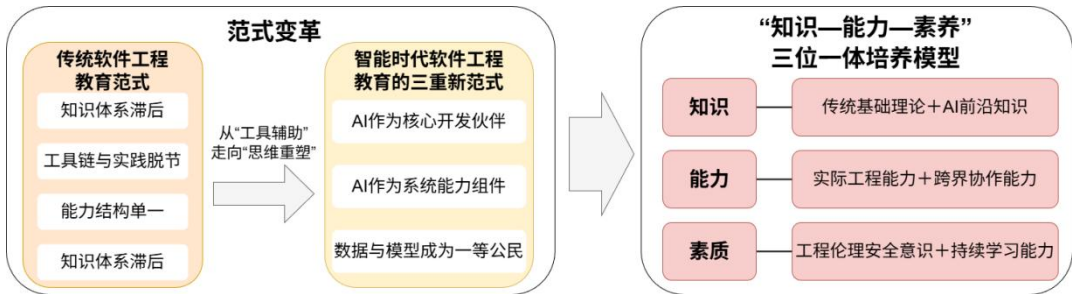 范式变革
传统软件工程
教育范式
知识体系滞后
工具链与实践脱节
能力结构单一
知识体系滞后
从“工具辅助”
走向“思维重塑”
智能时代软件工程
教育的三重新范式
AI作为核心开发伙伴
AI作为系统能力组件
数据与模型成为一等公民
“知识—能力—素养”
三位一体培养模型
知识
传统基础理论＋AI前沿知识
能力
实际工程能力＋跨界协作能力
素质
工程伦理安全意识＋持续学习能力